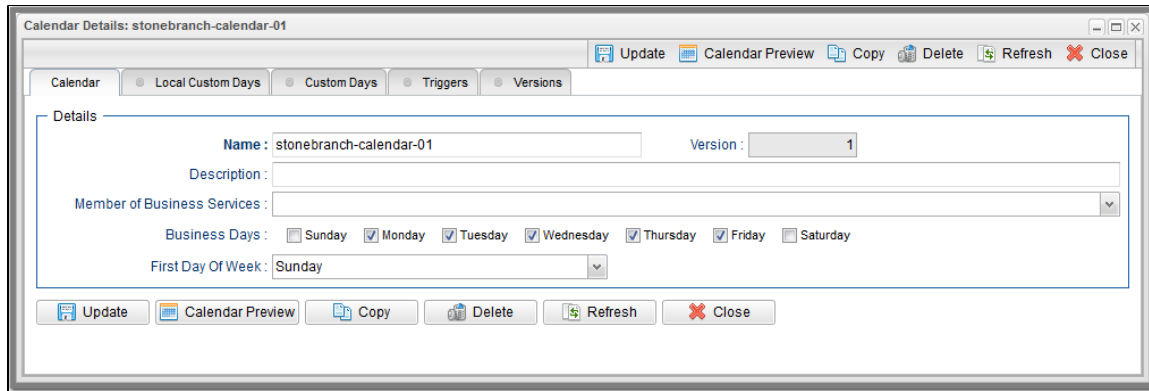 Calendar Details: stonebranch-calendar-01
Update Calendar Preview Copy Delete Refresh Close
Calendar Local Custom Days Custom Days Triggers Versions
Details
Name : stonebranch-calendar-01 Version : 1
Description :
Member of Business Services :
Business Days : Sunday Monday Tuesday Wednesday Thursday Friday Saturday
First Day Of Week : Sunday
Update Calendar Preview Copy Delete Refresh Close